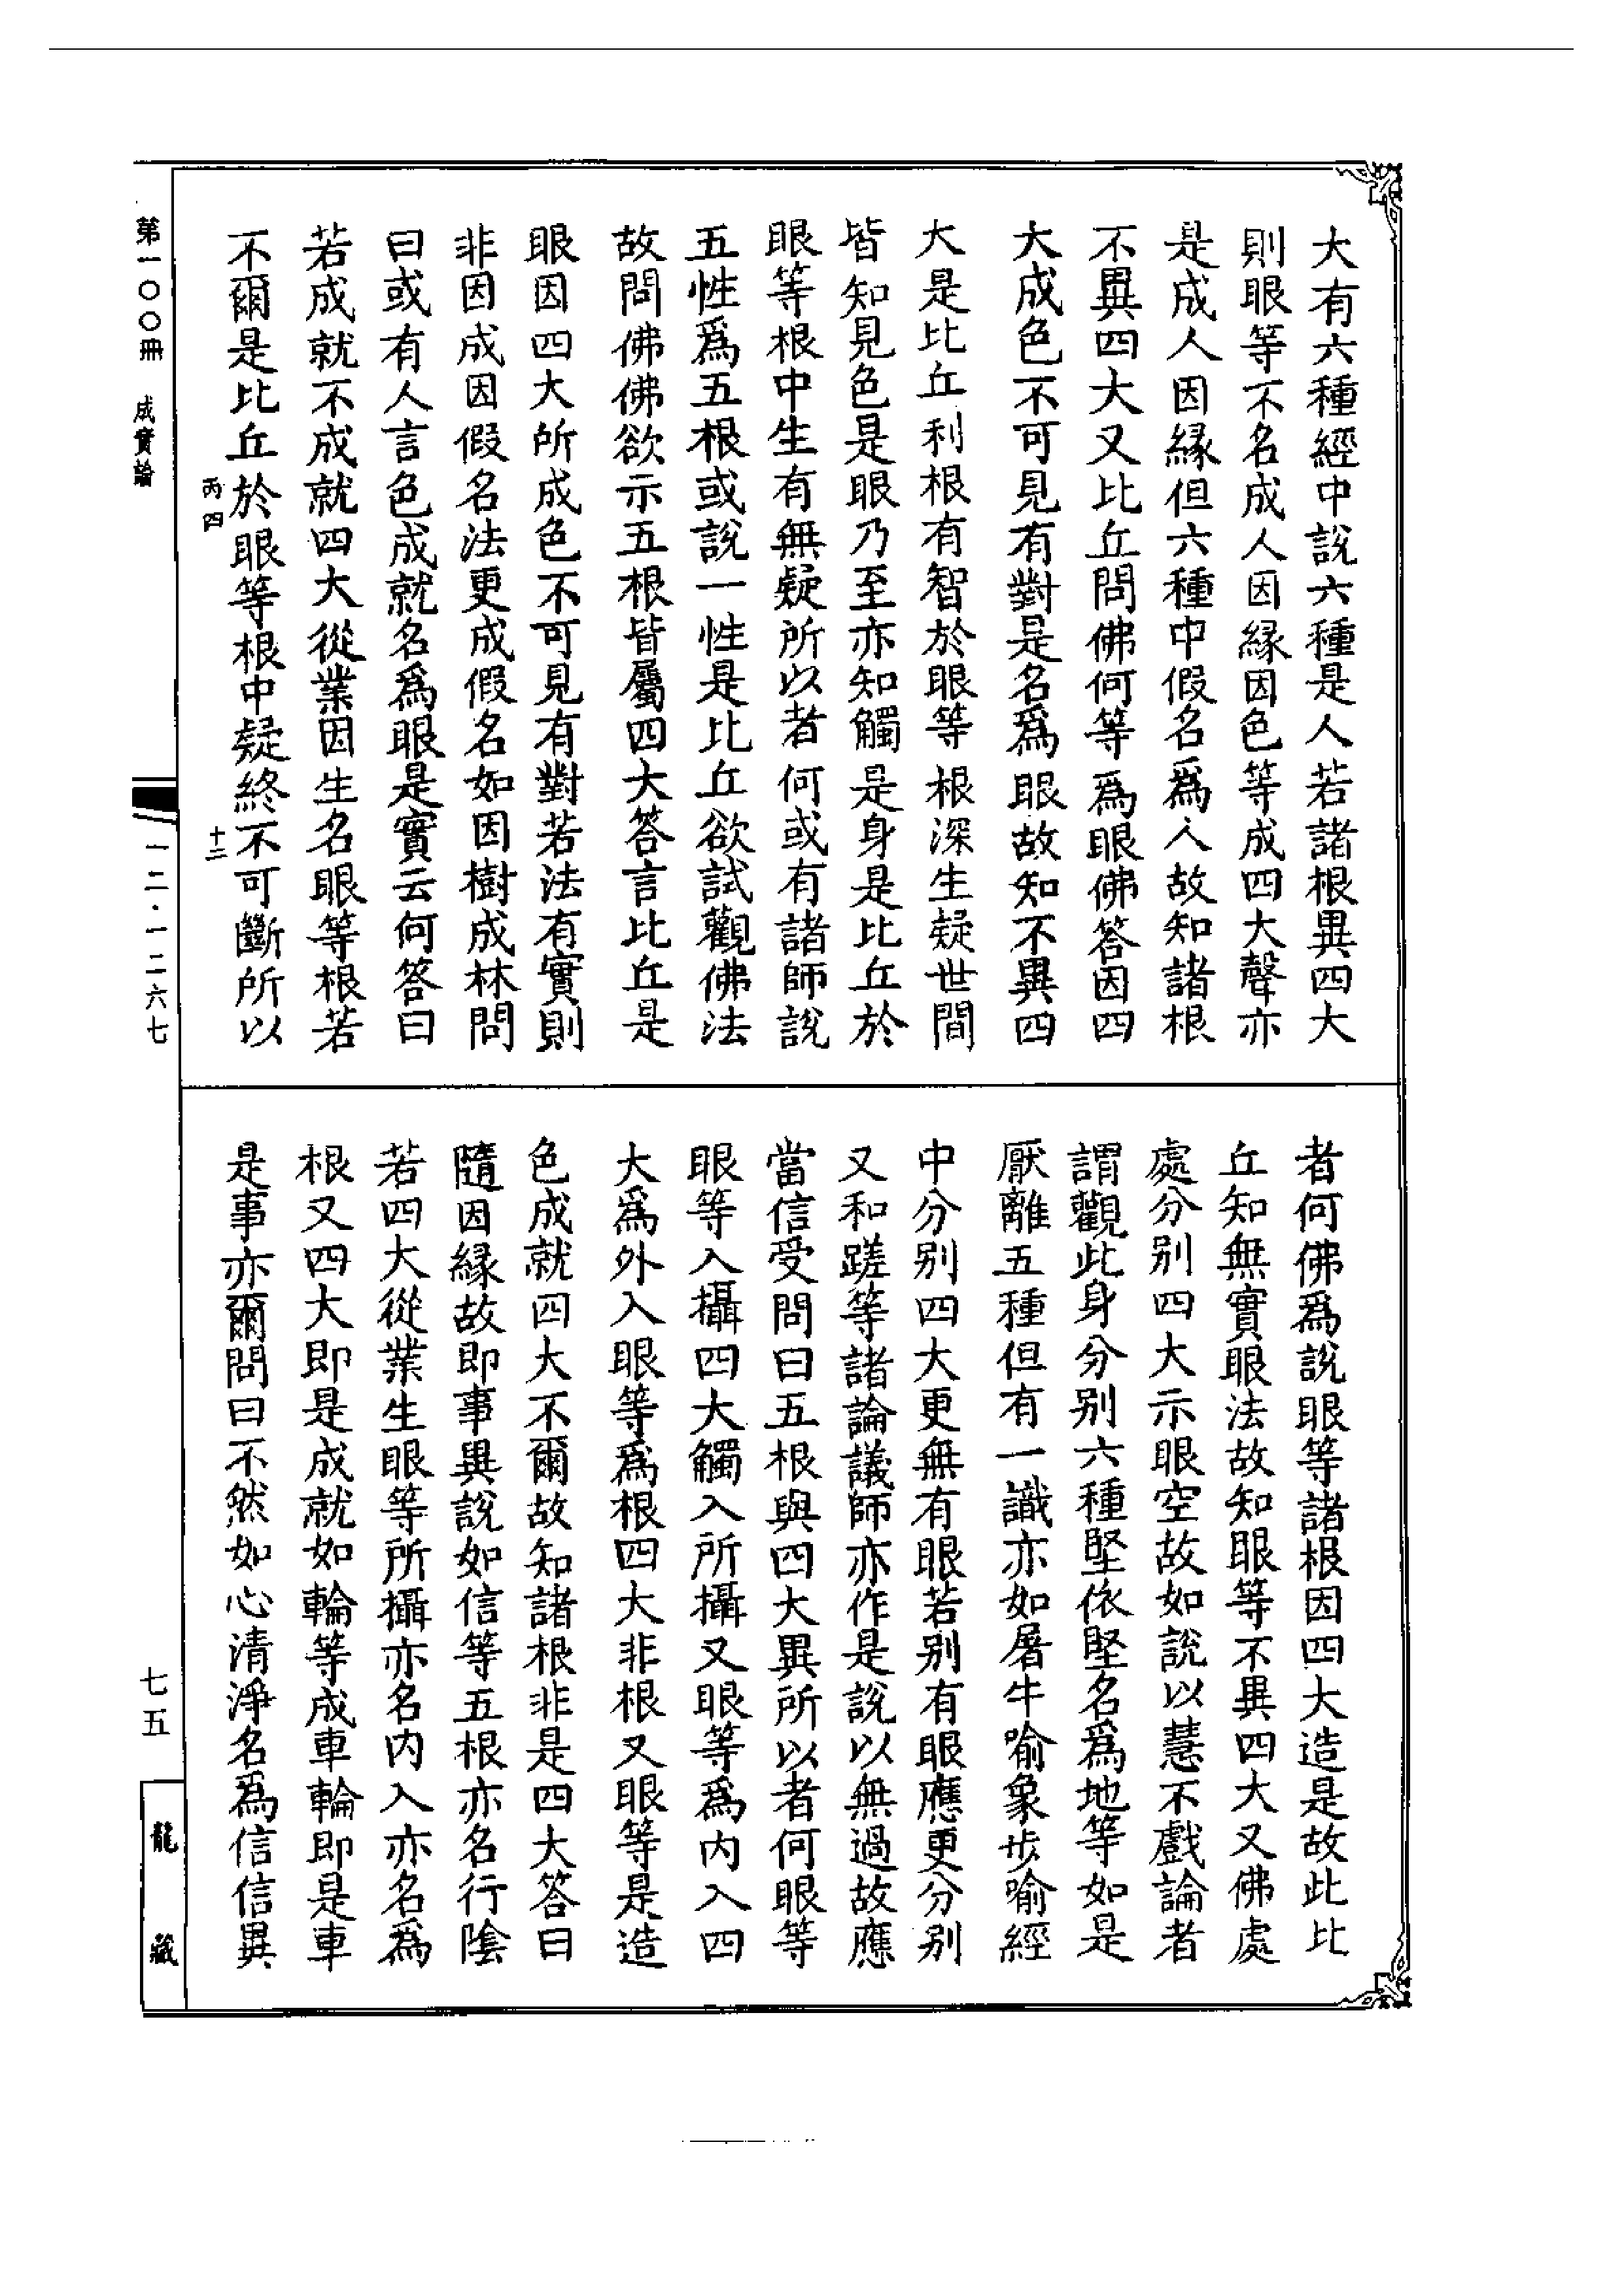 大有六種經中說六種是人若諸根異四大
則眼等不名成人因緣因色等成四大聲亦
是成人因緣但六種中假名爲人故知諸根
不異四大又比丘問佛何等爲眼佛答因四
大成色不可見有對是名爲眼故知不異四
大是比丘利根有智於眼等根深生疑世間
皆知見色是眼乃至亦知觸是身是比丘於
眼等根中生有無疑所以者何或有諸師說
五性爲五根或說一性是比丘欲試觀佛法
故問佛佛欲示五根皆屬四大答言比丘是
眼因四大所成色不可見有對若法有實則
非因成因假名法更成假名如因樹成林問
曰或有人言色成就名爲眼是實云何答曰
若成就不成就四大從業因生名眼等根若
不爾是比丘於眼等根中疑終不可斷所以
丙四
十二
者何佛爲說眼等諸根因四大造是故此比
丘知無實眼法故知眼等不異四大又佛處
處分别四大示眼空故如說以慧不戲論者
謂觀此身分别六種堅依堅名爲地等如是
厭離五種但有一識亦如屠牛喻象步喻經
中分别四大更無有眼若别有眼應更分别
又和蹉等諸論議師亦作是說以無過故應
當信受問曰五根與四大異所以者何眼等
眼等入攝四大觸入所攝又眼等爲内入四
大爲外入眼等爲根四大非根又眼等是造
色成就四大不爾故知諸根非是四大答曰
隨因緣故即事異說如信等五根亦名行陰
若四大從業生眼等所攝亦名内入亦名爲
根又四大即是成就如輪等成車輪即是車
是事亦爾問曰不然如心清淨名爲信信異
第一〇〇冊 成實論
一二·一二六七
七五
龍藏